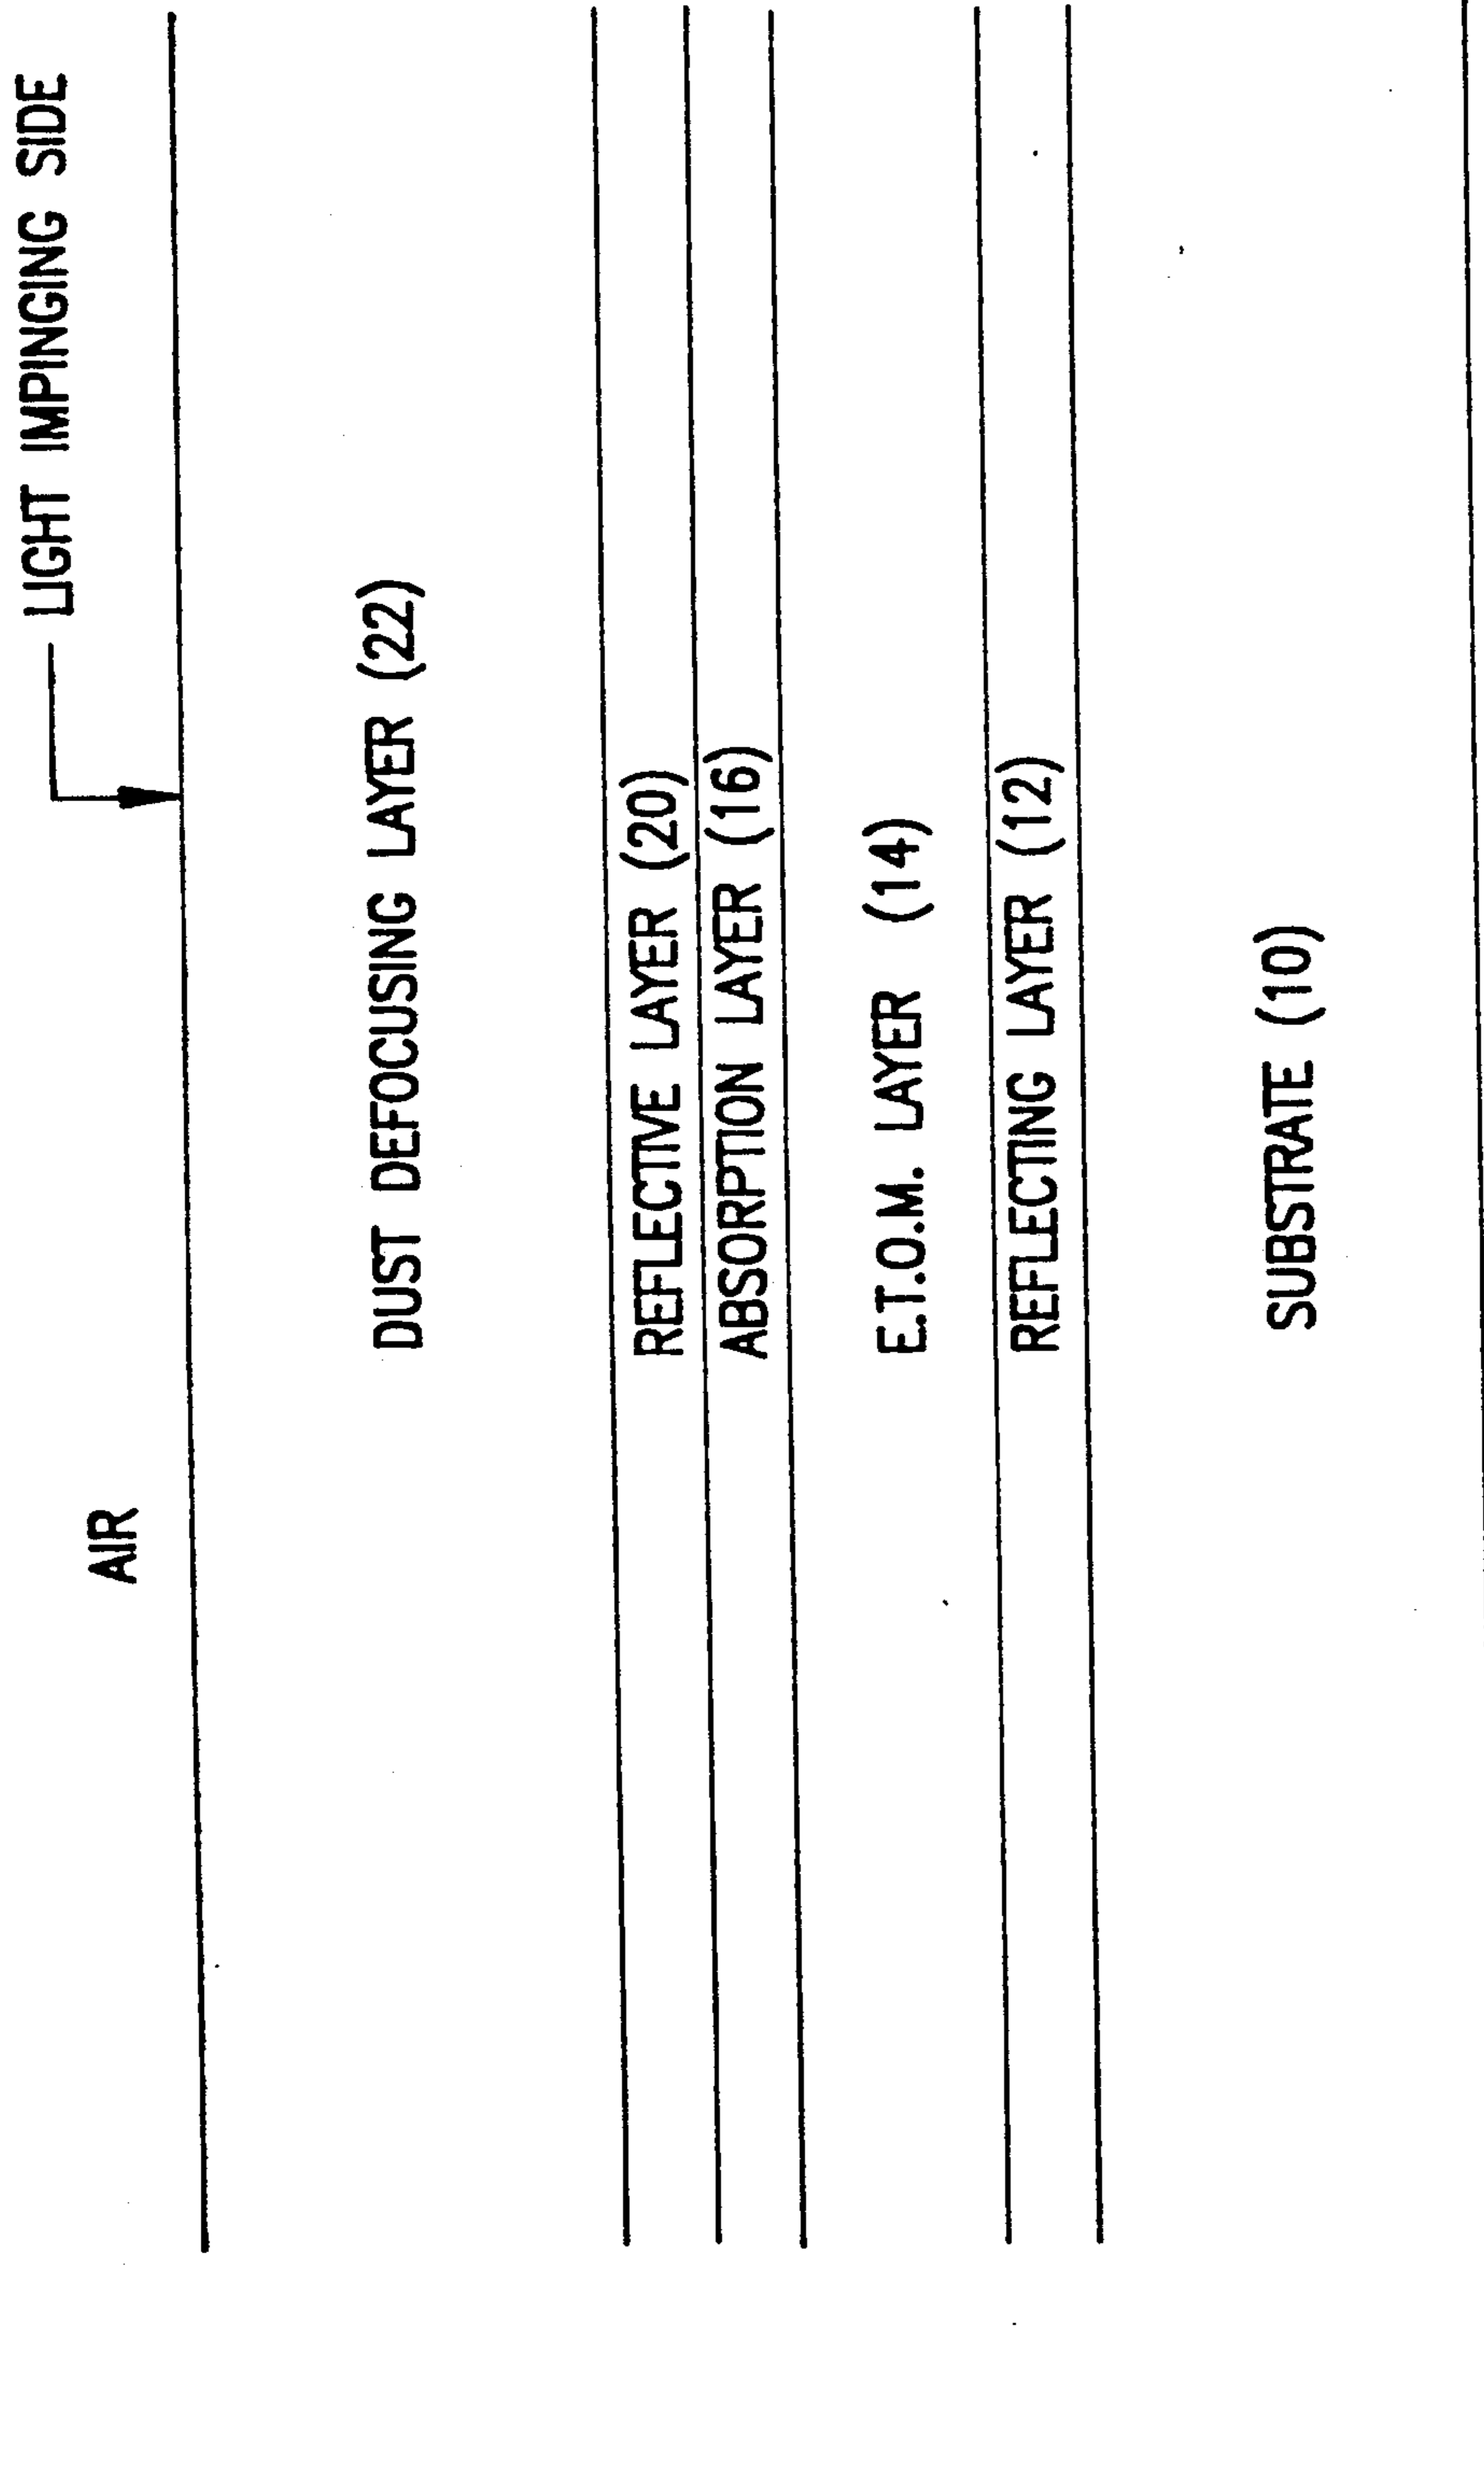 LIGHT IMPINGING SIDE
AIR
DUST DEFOCUSING LAYER (22)
REFLECTIVE LAYER (20)
ABSORPTION LAYER (16)
E.T.O.M. LAYER (14)
REFLECTING LAYER (12)
SUBSTRATE (10)